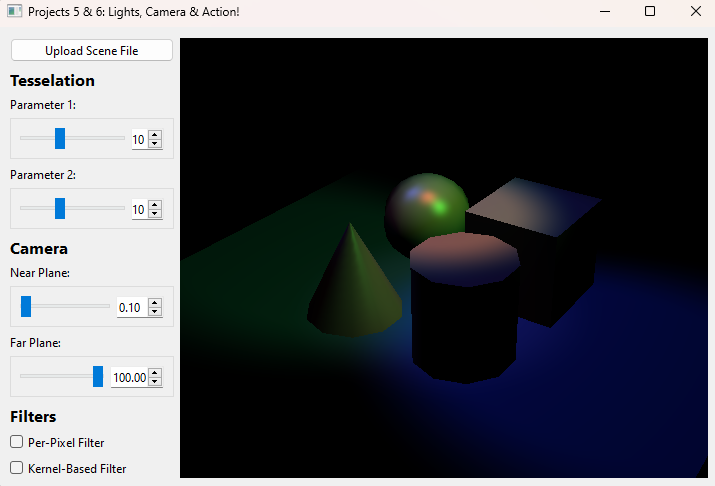 Projects 5 & 6: Lights, Camera & Action!
Upload Scene File
Tesselation
Parameter 1:
10
Parameter 2:
10
Camera
Near Plane:
0.10
Far Plane:
100.00
Filters
Per-Pixel Filter
Kernel-Based Filter